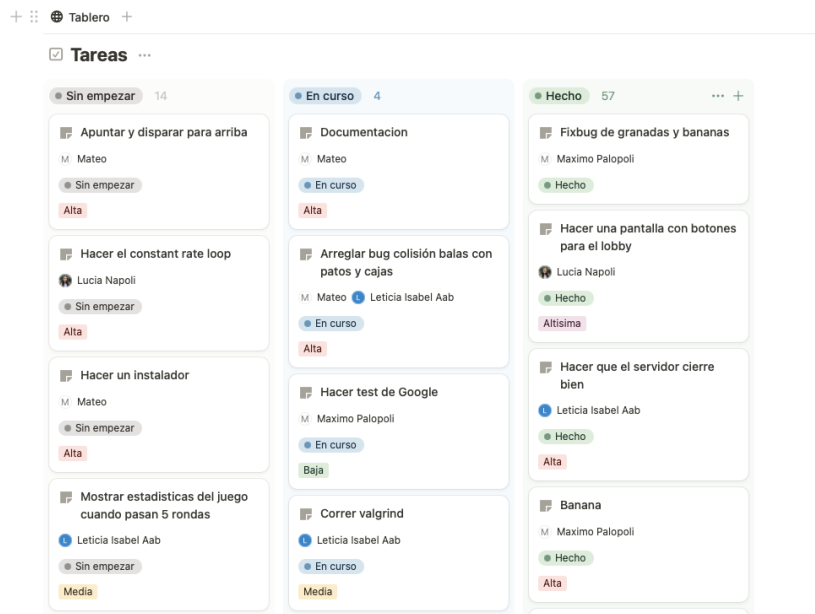 Tablero
Tareas
Sin empezar 14
Apuntar y disparar para arriba
M Mateo
Sin empezar
Alta
Hacer el constant rate loop
Lucia Napoli
Sin empezar
Alta
Hacer un instalador
M Mateo
Sin empezar
Alta
Mostrar estadisticas del juego
cuando pasan 5 rondas
L Leticia Isabel Aab
Sin empezar
Media
En curso 4
Documentacion
M Mateo
En curso
Alta
Arreglar bug colisión balas con
patos y cajas
M Mateo L Leticia Isabel Aab
En curso
Alta
Hacer test de Google
M Maximo Palopoli
En curso
Baja
Correr valgrind
L Leticia Isabel Aab
En curso
Media
Hecho 57
Fixbug de granadas y bananas
M Maximo Palopoli
Hecho
Hacer una pantalla con botones
para el lobby
Lucia Napoli
Hecho
Altisima
Hacer que el servidor cierre
bien
L Leticia Isabel Aab
Hecho
Alta
Banana
M Maximo Palopoli
Hecho
Alta